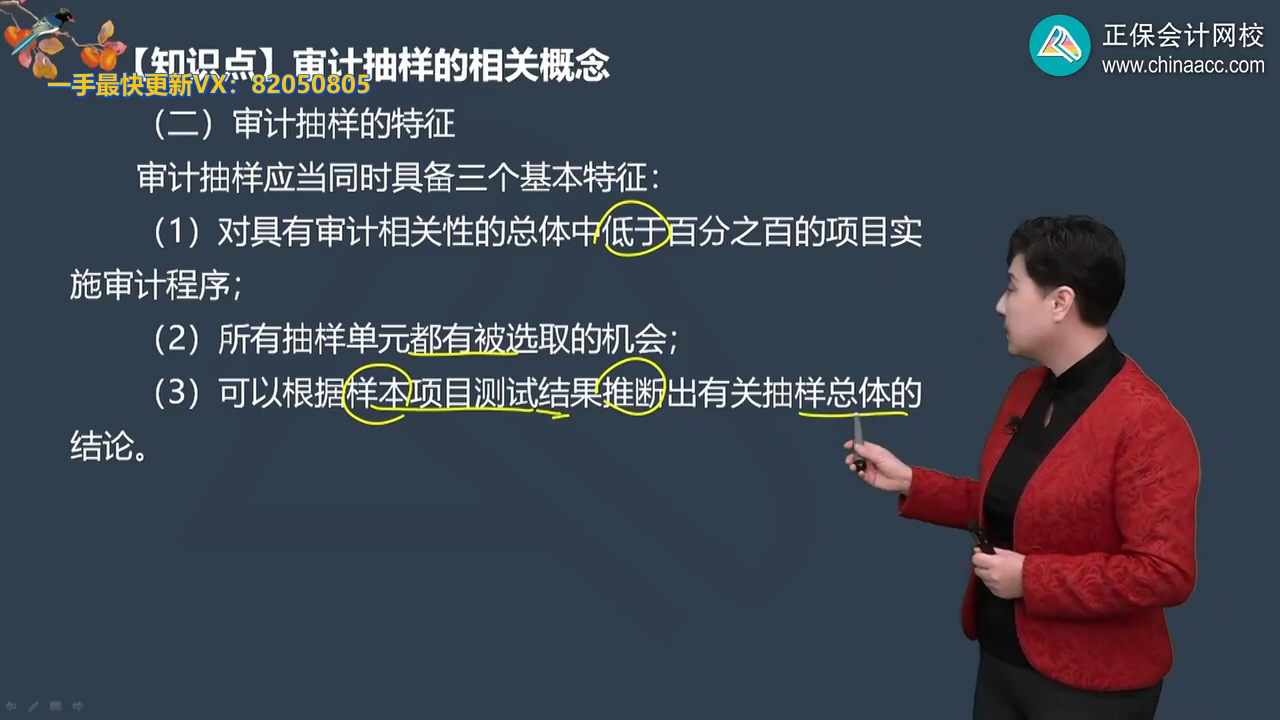 正保会计网校
www.chinaacc.com
【知识点】审计抽样的相关概念
一手最快更新VX：82050805
（二）审计抽样的特征
审计抽样应当同时具备三个基本特征：
（1）对具有审计相关性的总体中低于百分之百的项目实
施审计程序；
（2）所有抽样单元都有被选取的机会；
（3）可以根据样本项目测试结果推断出有关抽样总体的
结论。